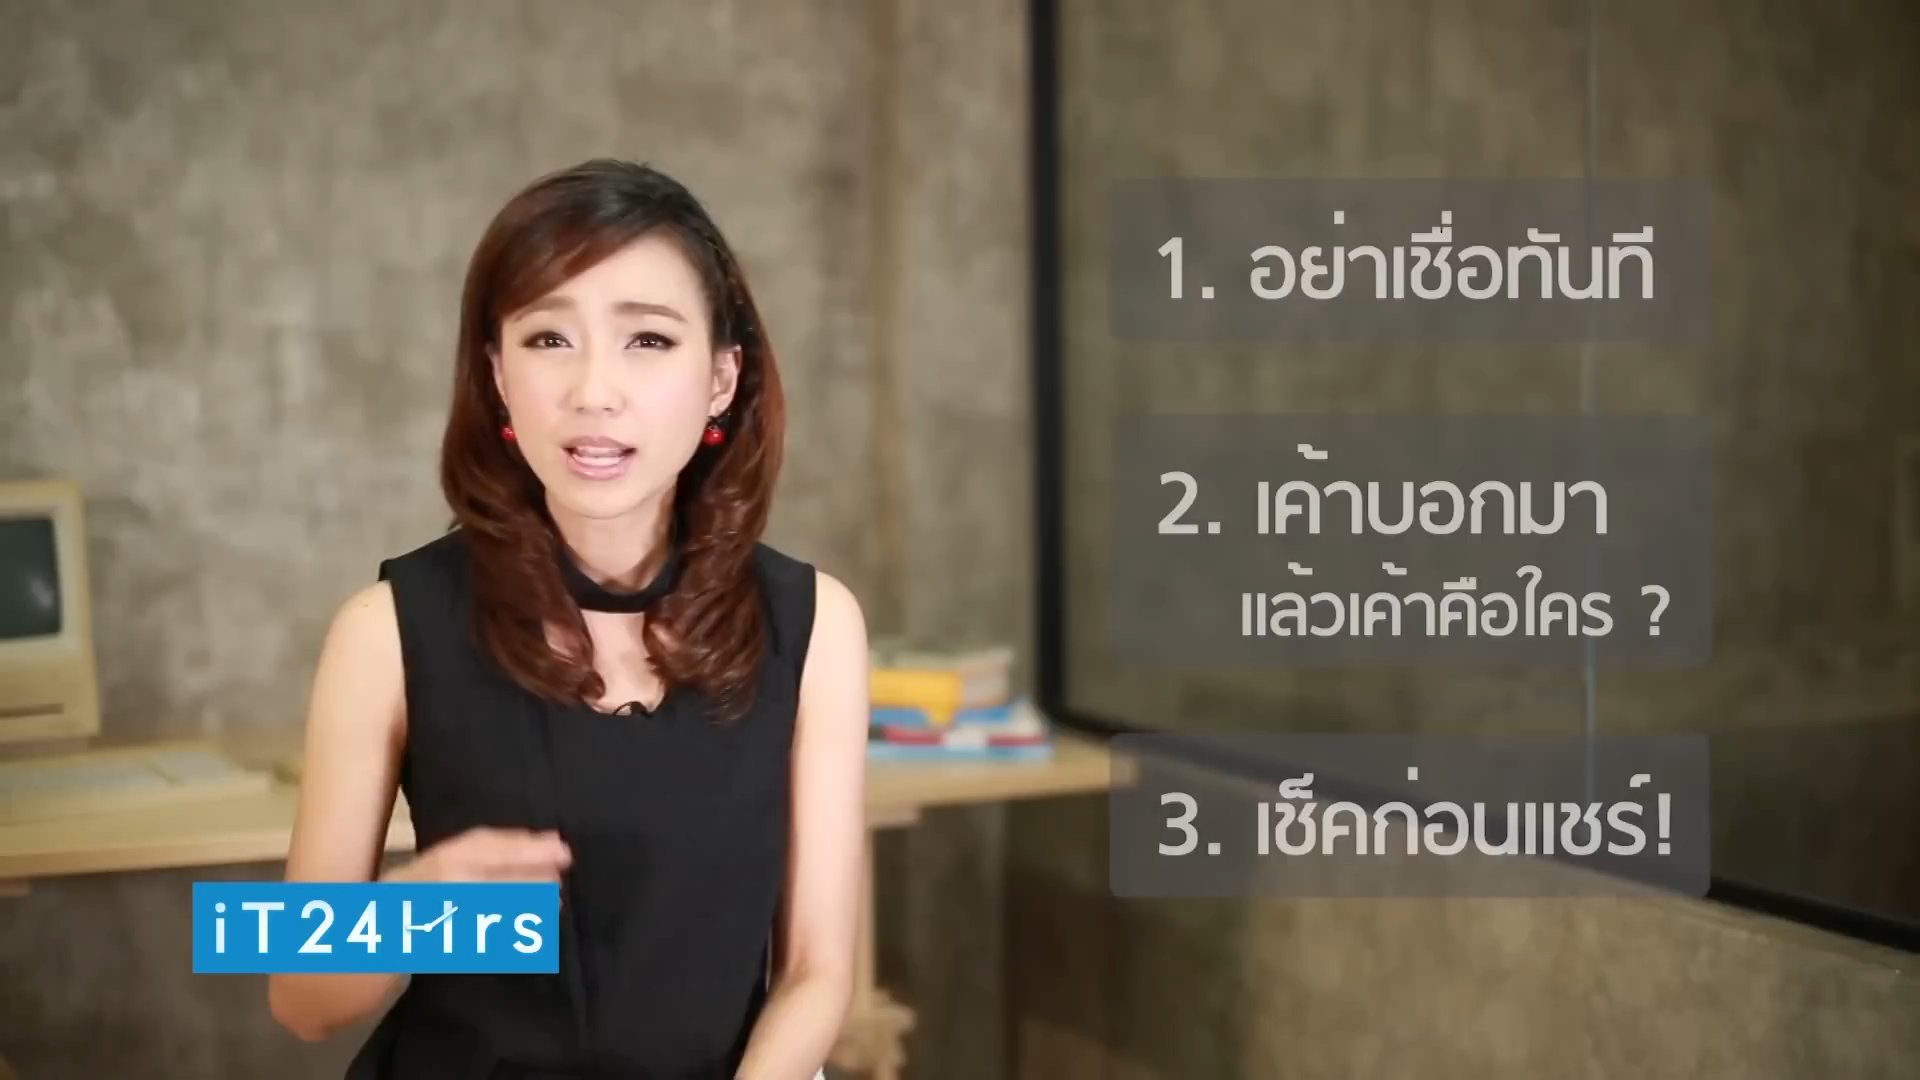 1. อย่าเชื่อทันที
2. เค้าบอกมา
แล้วเค้าคือใคร ?
3. เช็คก่อนแชร์!
iT24Hrs